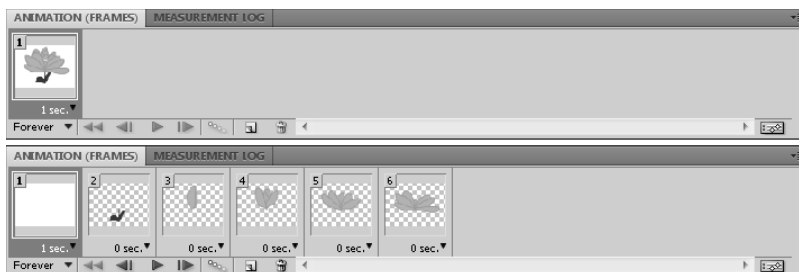 ANIMATION (FRAMES) MEASUREMENT LOG
1
1 sec.
Forever
ANIMATION (FRAMES) MEASUREMENT LOG
1 2 3 4 5 6
1 sec. 0 sec. 0 sec. 0 sec. 0 sec. 0 sec.
Forever